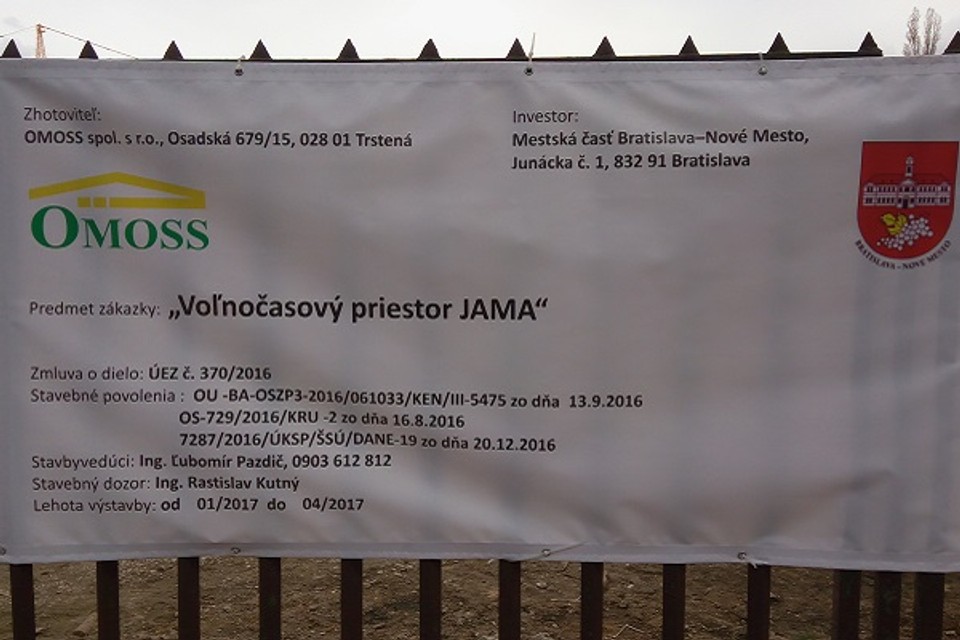 Zhotoviteľ:
OMOSS spol. s r.o., Osadská 679/15, 028 01 Trstená
Investor:
Mestská časť Bratislava–Nové Mesto,
Junácka č. 1, 832 91 Bratislava
OMOSS
BRATISLAVA – NOVÉ MESTO
Predmet zákazky: „Voľnočasový priestor JAMA“
Zmluva o dielo: ÚEZ č. 370/2016
Stavebné povolenia : OU -BA-OSZP3-2016/061033/KEN/III-5475 zo dňa 13.9.2016
OS-729/2016/KRU -2 zo dňa 16.8.2016
7287/2016/ÚKSP/ŠSÚ/DANE-19 zo dňa 20.12.2016
Stavbyvedúci: Ing. Ľubomír Pazdič, 0903 612 812
Stavebný dozor: Ing. Rastislav Kutný
Lehota výstavby: od 01/2017 do 04/2017